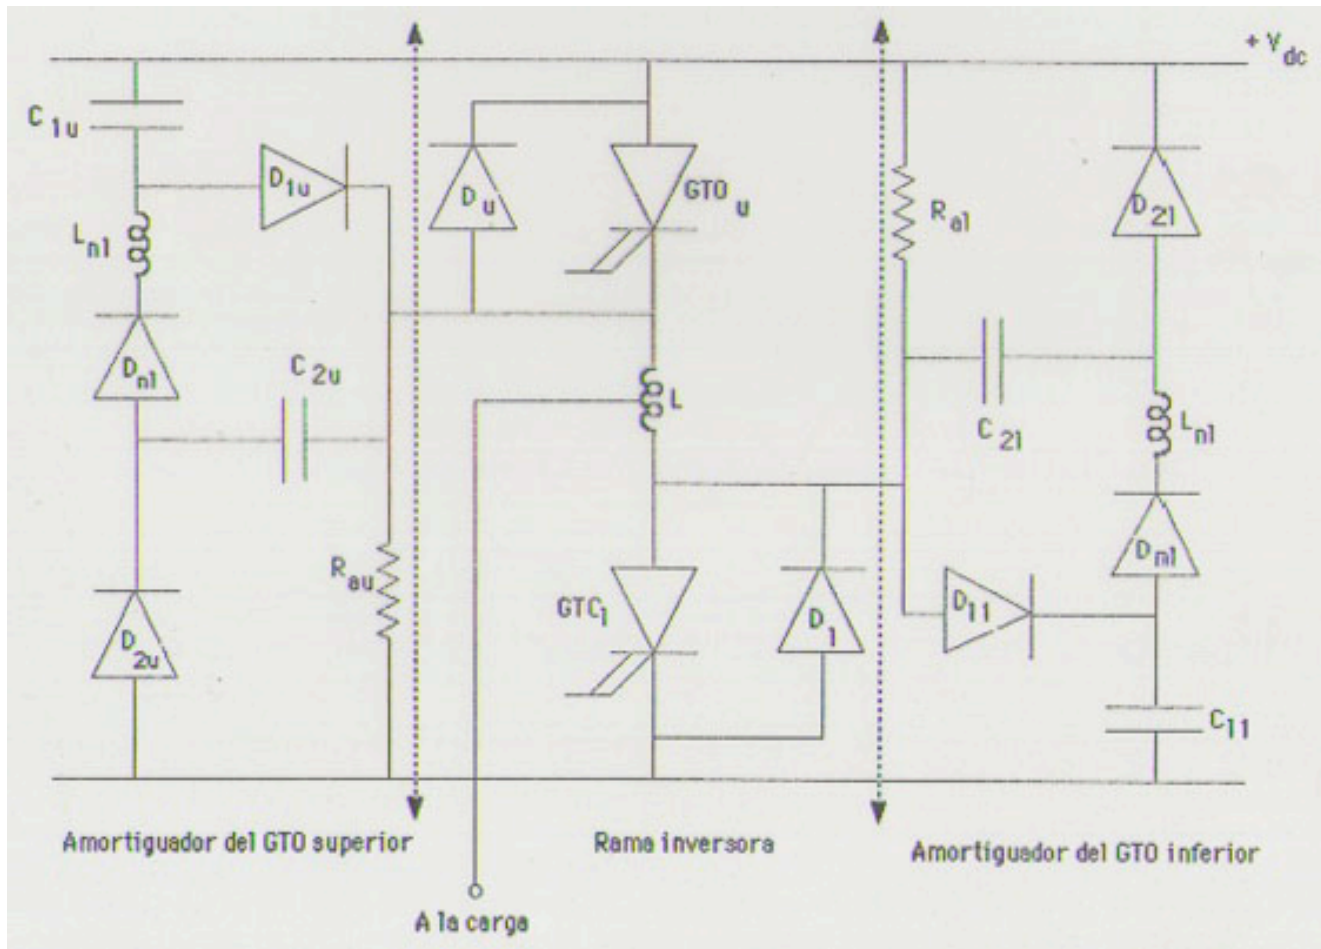 + V dc
C 1u
D 1u
D u
GTO u
R a1
D 21
L n1
D n1
C 2u
L
C 21
L n1
R au
D n1
D 2u
GTC 1
D 1
D 11
C 11
Amortiguador del GTO superior
Rama inversora
Amortiguador del GTO inferior
A la carga